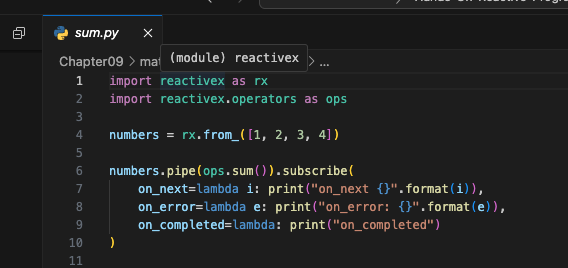 sum.py
Chapter09 > mat
(module) reactivex
> ...
1 import reactivex as rx
2 import reactivex.operators as ops
3
4 numbers = rx.from_([1, 2, 3, 4])
5
6 numbers.pipe(ops.sum()).subscribe(
7     on_next=lambda i: print("on_next {}".format(i)),
8     on_error=lambda e: print("on_error: {}".format(e)),
9     on_completed=lambda: print("on_completed")
10 )
11